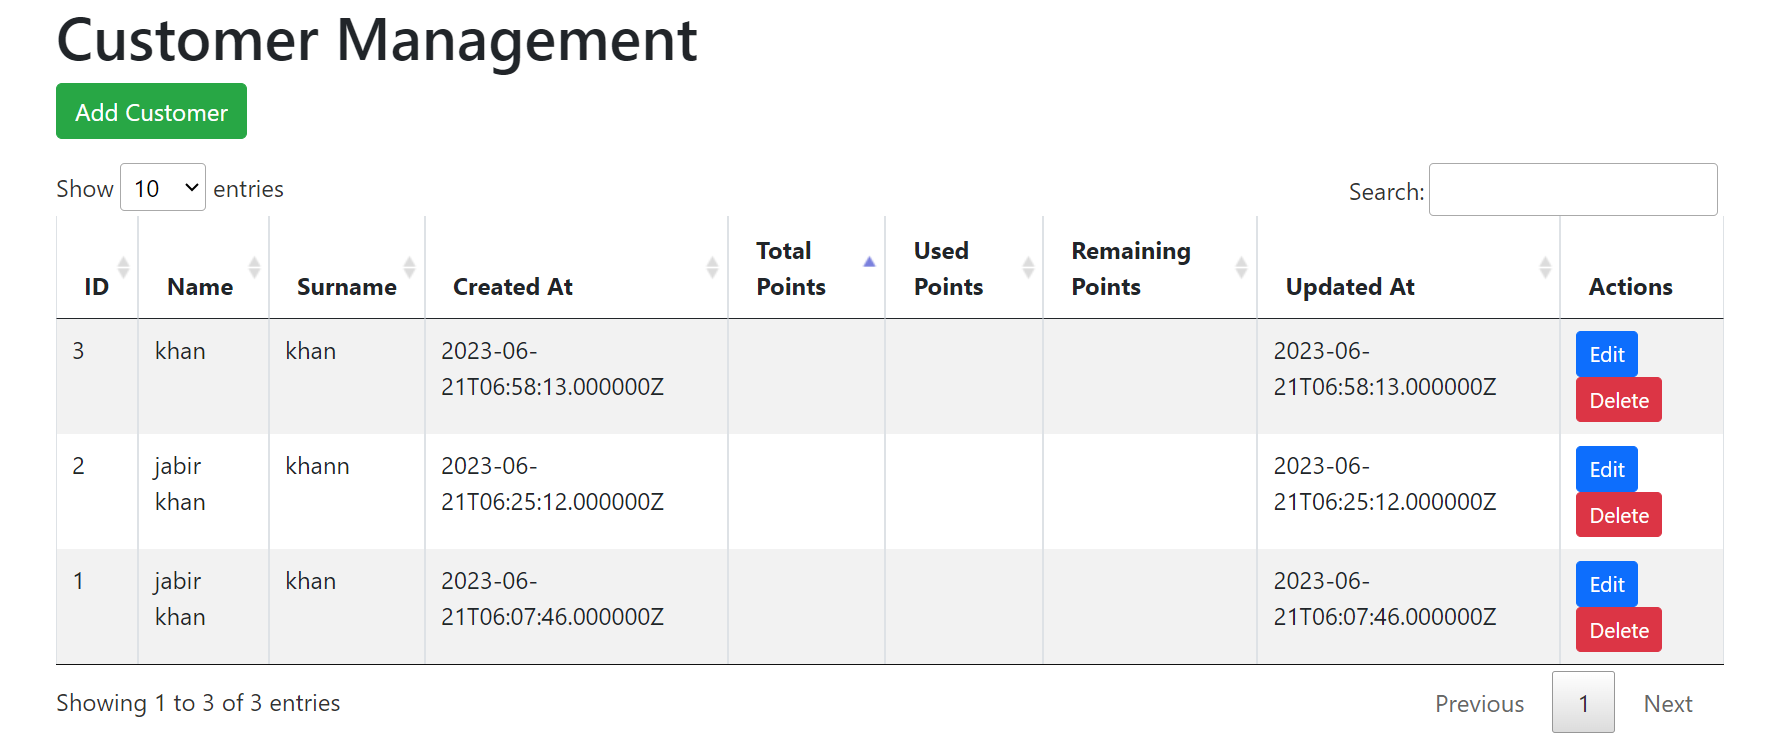 Customer Management
Add Customer
Show 10 entries
Search:
ID Name Surname Created At Total Points Used Points Remaining Points Updated At Actions
3 khan khan 2023-06-21T06:58:13.000000Z 2023-06-21T06:58:13.000000Z Edit Delete
2 jabir khan khann 2023-06-21T06:25:12.000000Z 2023-06-21T06:25:12.000000Z Edit Delete
1 jabir khan khan 2023-06-21T06:07:46.000000Z 2023-06-21T06:07:46.000000Z Edit Delete
Showing 1 to 3 of 3 entries
Previous 1 Next